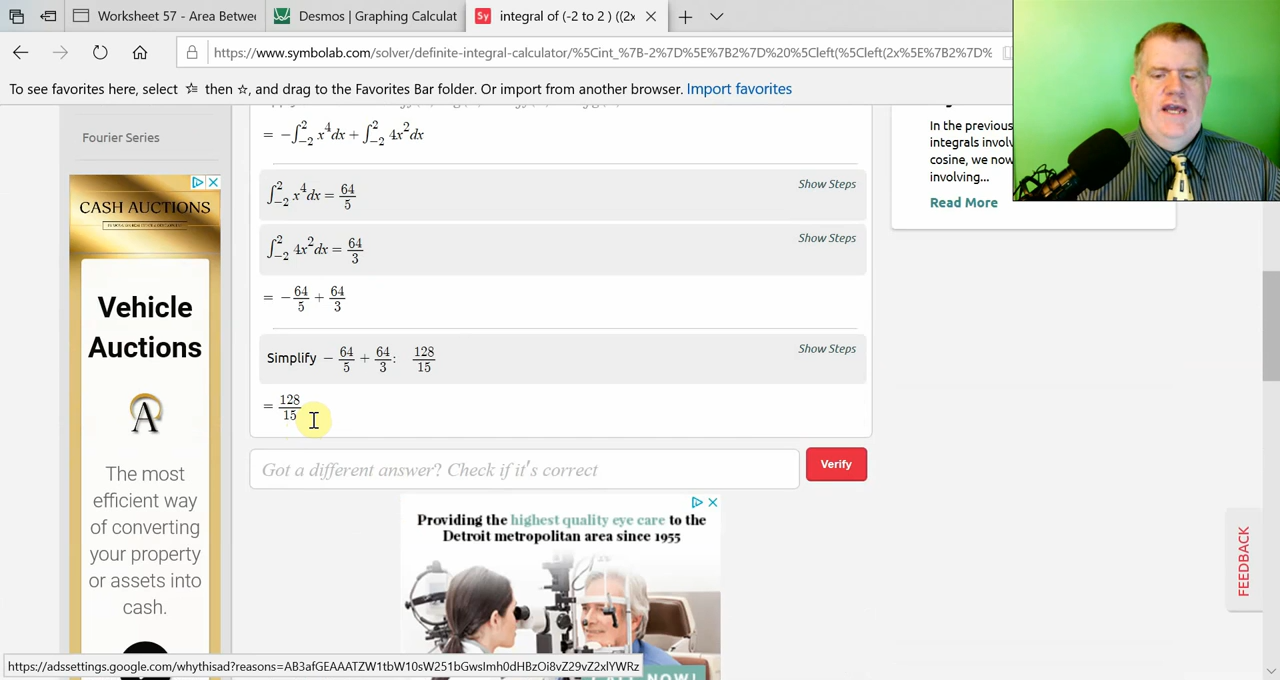 Worksheet 57 - Area Betwe
Desmos | Graphing Calculat
Sy
integral of (-2 to 2 ) ((2x
https://www.symbolab.com/solver/definite-integral-calculator/%5Cint_%7B-2%7D%5E%7B2%7D%20%5Cleft(%5Cleft(2x%5E%7B2%7D%
To see favorites here, select ☆ then ☆, and drag to the Favorites Bar folder. Or import from another browser. Import favorites
Fourier Series
= −∫₋₂² x⁴dx + ∫₋₂² 4x²dx
∫₋₂² x⁴dx = 64/5
Show Steps
∫₋₂² 4x²dx = 64/3
Show Steps
= −64/5 + 64/3
Simplify −64/5 + 64/3: 128/15
Show Steps
= 128/15
Got a different answer? Check if it's correct
Verify
In the previous
integrals involv
cosine, we now
involving...
Read More
CASH AUCTIONS
Vehicle
Auctions
A
The most
efficient way
of converting
your property
or assets into
cash.
Providing the highest quality eye care to the
Detroit metropolitan area since 1955
CALL NOW!
FEEDBACK
https://adssettings.google.com/whythisad?reasons=AB3afGEAAATZW1tbW10sW251bGwsImh0dHBzOi8vZ29vZ2xlYWRz